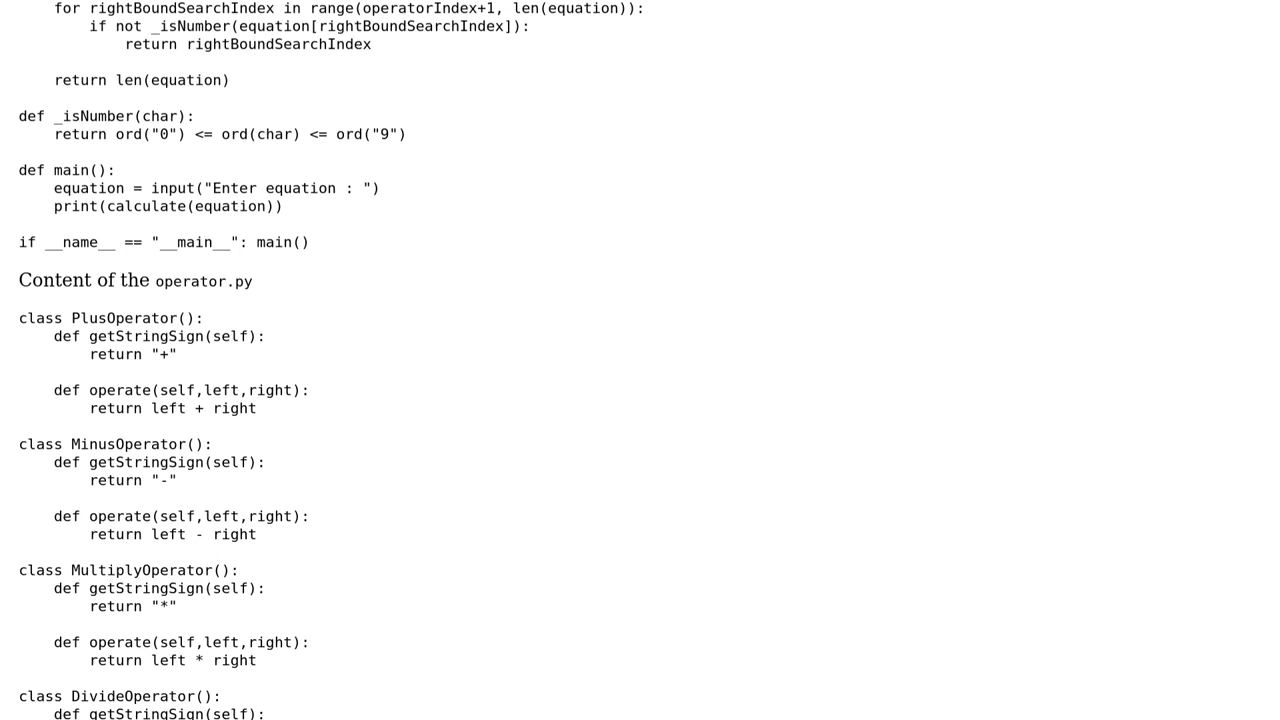 for rightBoundSearchIndex in range(operatorIndex+1, len(equation)):
        if not _isNumber(equation[rightBoundSearchIndex]):
            return rightBoundSearchIndex

    return len(equation)

def _isNumber(char):
    return ord("0") <= ord(char) <= ord("9")

def main():
    equation = input("Enter equation : ")
    print(calculate(equation))

if __name__ == "__main__": main()

Content of the operator.py

class PlusOperator():
    def getStringSign(self):
        return "+"

    def operate(self,left,right):
        return left + right

class MinusOperator():
    def getStringSign(self):
        return "-"

    def operate(self,left,right):
        return left - right

class MultiplyOperator():
    def getStringSign(self):
        return "*"

    def operate(self,left,right):
        return left * right

class DivideOperator():
    def getStringSign(self):